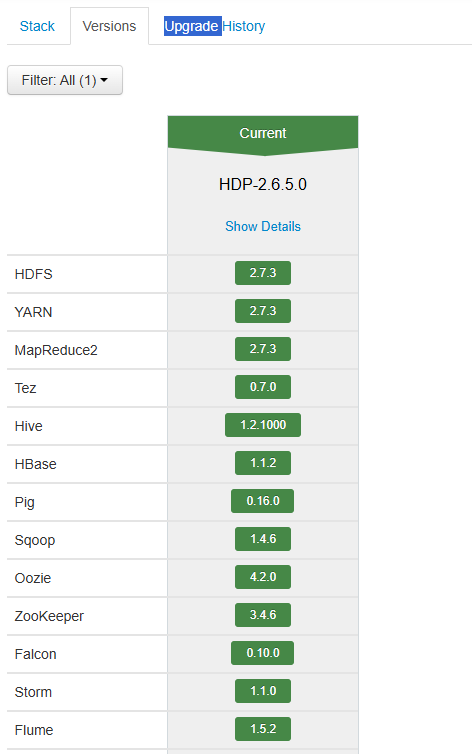 Stack Versions Upgrade History
Filter: All (1)
Current
HDP-2.6.5.0
Show Details
HDFS 2.7.3
YARN 2.7.3
MapReduce2 2.7.3
Tez 0.7.0
Hive 1.2.1000
HBase 1.1.2
Pig 0.16.0
Sqoop 1.4.6
Oozie 4.2.0
ZooKeeper 3.4.6
Falcon 0.10.0
Storm 1.1.0
Flume 1.5.2